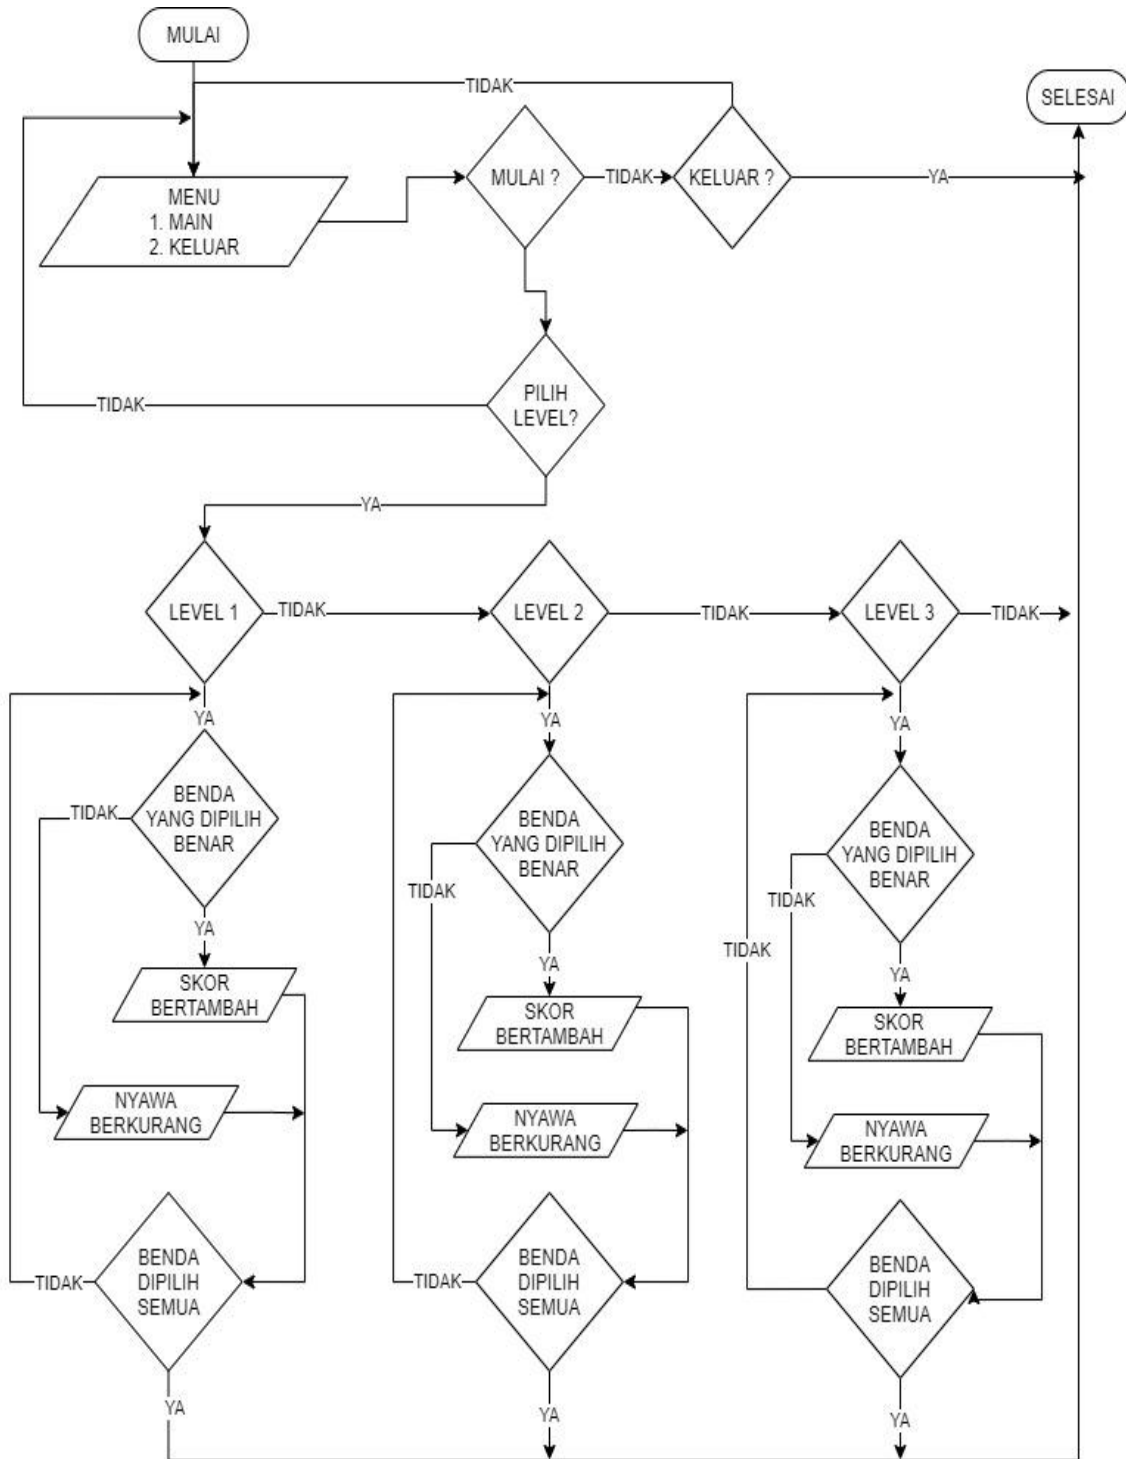 MULAI
TIDAK
SELESAI
MENU
1. MAIN
2. KELUAR
MULAI ?
TIDAK
KELUAR ?
YA
PILIH
LEVEL?
TIDAK
YA
LEVEL 1
TIDAK
LEVEL 2
TIDAK
LEVEL 3
TIDAK
YA
YA
YA
BENDA
YANG DIPILIH
BENAR
TIDAK
BENDA
YANG DIPILIH
BENAR
TIDAK
BENDA
YANG DIPILIH
BENAR
TIDAK
TIDAK
YA
YA
YA
SKOR
BERTAMBAH
SKOR
BERTAMBAH
SKOR
BERTAMBAH
NYAWA
BERKURANG
NYAWA
BERKURANG
NYAWA
BERKURANG
TIDAK
BENDA
DIPILIH
SEMUA
TIDAK
BENDA
DIPILIH
SEMUA
BENDA
DIPILIH
SEMUA
YA
YA
YA